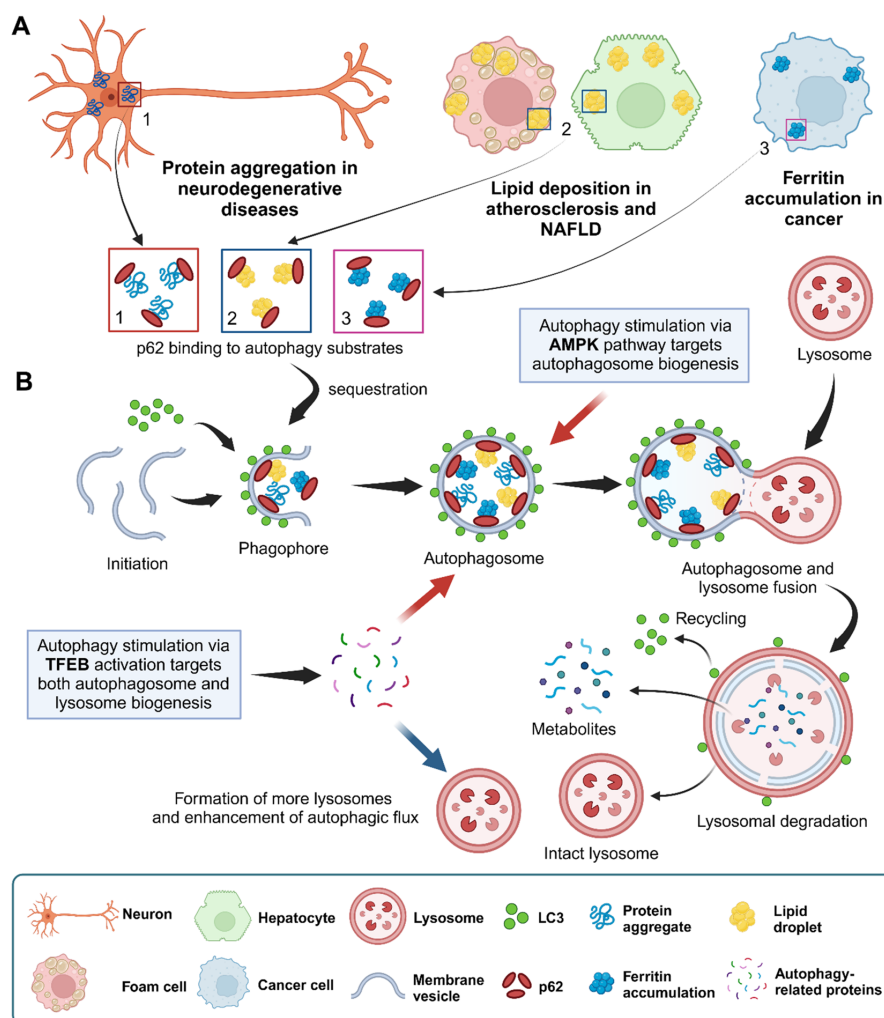 A
1
2
3
Protein aggregation in
neurodegenerative
diseases
Lipid deposition in
atherosclerosis and
NAFLD
Ferritin
accumulation in
cancer
1
2
3
p62 binding to autophagy substrates
Lysosome
Autophagy stimulation via
AMPK pathway targets
autophagosome biogenesis
B
sequestration
Initiation
Phagophore
Autophagosome
Autophagosome and
lysosome fusion
Autophagy stimulation via
TFEB activation targets
both autophagosome and
lysosome biogenesis
Recycling
Metabolites
Formation of more lysosomes
and enhancement of autophagic flux
Intact lysosome
Lysosomal degradation
Neuron
Hepatocyte
Lysosome
LC3
Protein
aggregate
Lipid
droplet
Foam cell
Cancer cell
Membrane
vesicle
p62
Ferritin
accumulation
Autophagy-
related proteins